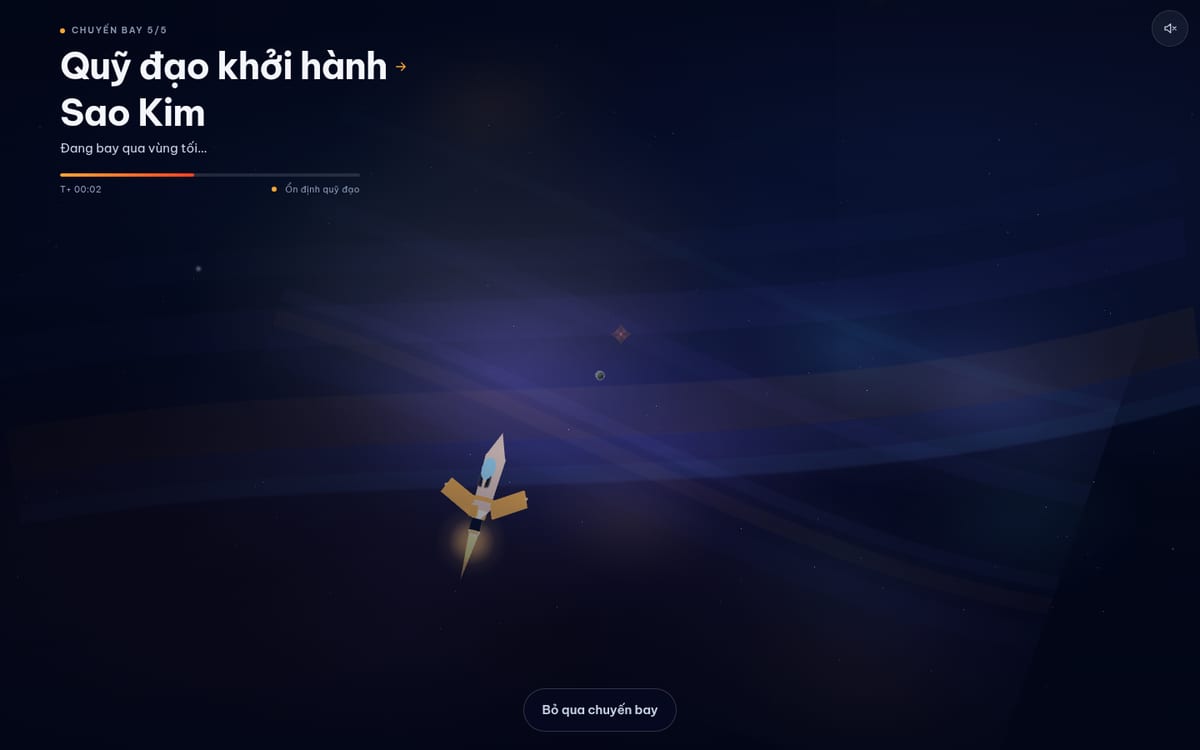 CHUYẾN BAY 5/5
Quỹ đạo khởi hành →
Sao Kim
Đang bay qua vùng tối...
T+ 00:02
Ổn định quỹ đạo
Bỏ qua chuyến bay